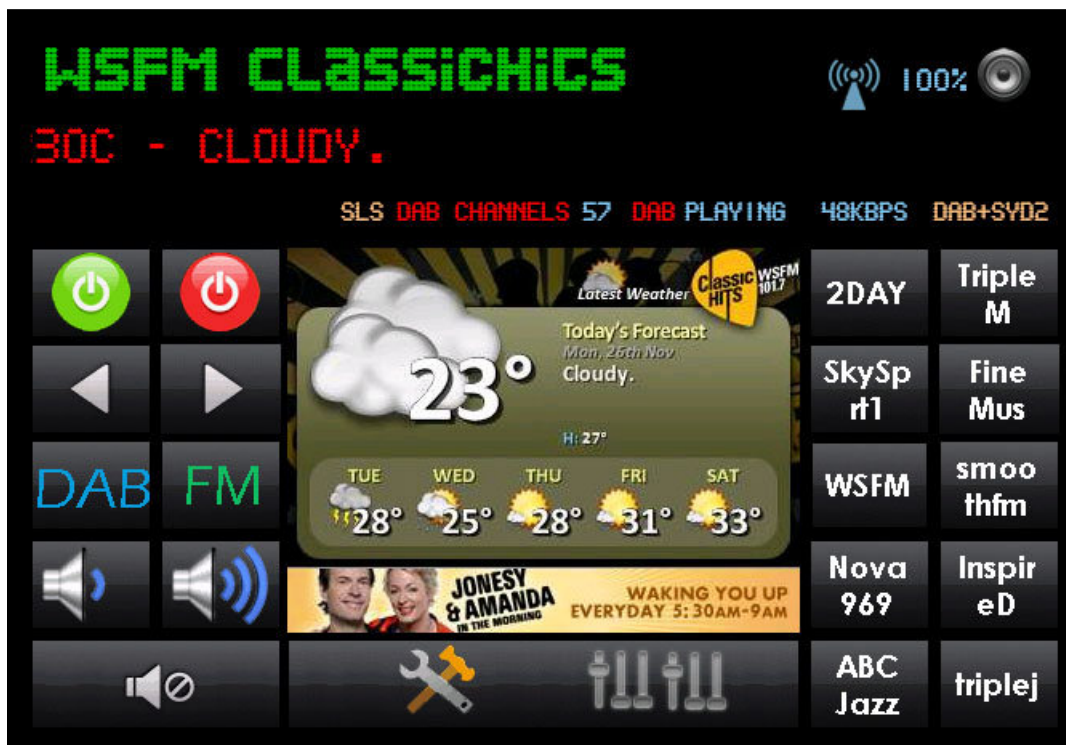 WSFM CLASSICHITS
100%
30C - CLOUDY.
SLS DAB CHANNELS 57 DAB PLAYING 48KBPS DAB+SYD2
Latest Weather
Classic HITS
WSFM
101.7
Today's Forecast
Mon, 26th Nov
Cloudy.
23°
H: 27°
TUE WED THU FRI SAT
28° 25° 28° 31° 33°
JONESY
& AMANDA
IN THE MORNING
WAKING YOU UP
EVERYDAY 5:30AM-9AM
DAB FM
2DAY
Triple
M
SkySp
rt1
Fine
Mus
WSFM
smoo
thfm
Nova
969
Inspir
eD
ABC
Jazz
triplej